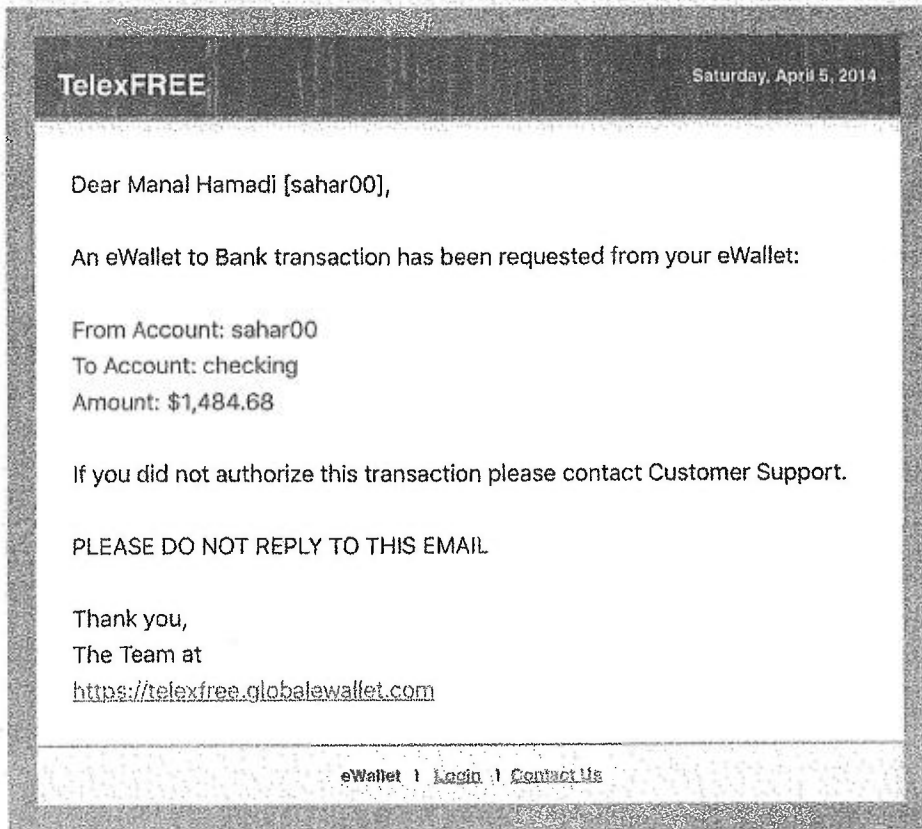 TelexFREE
Saturday, April 5, 2014
Dear Manal Hamadi [sahar00],
An eWallet to Bank transaction has been requested from your eWallet:
From Account: sahar00
To Account: checking
Amount: $1,484.68
If you did not authorize this transaction please contact Customer Support.
PLEASE DO NOT REPLY TO THIS EMAIL
Thank you,
The Team at
https://telexfree.globalewallet.com
eWallet | Login | Contact Us